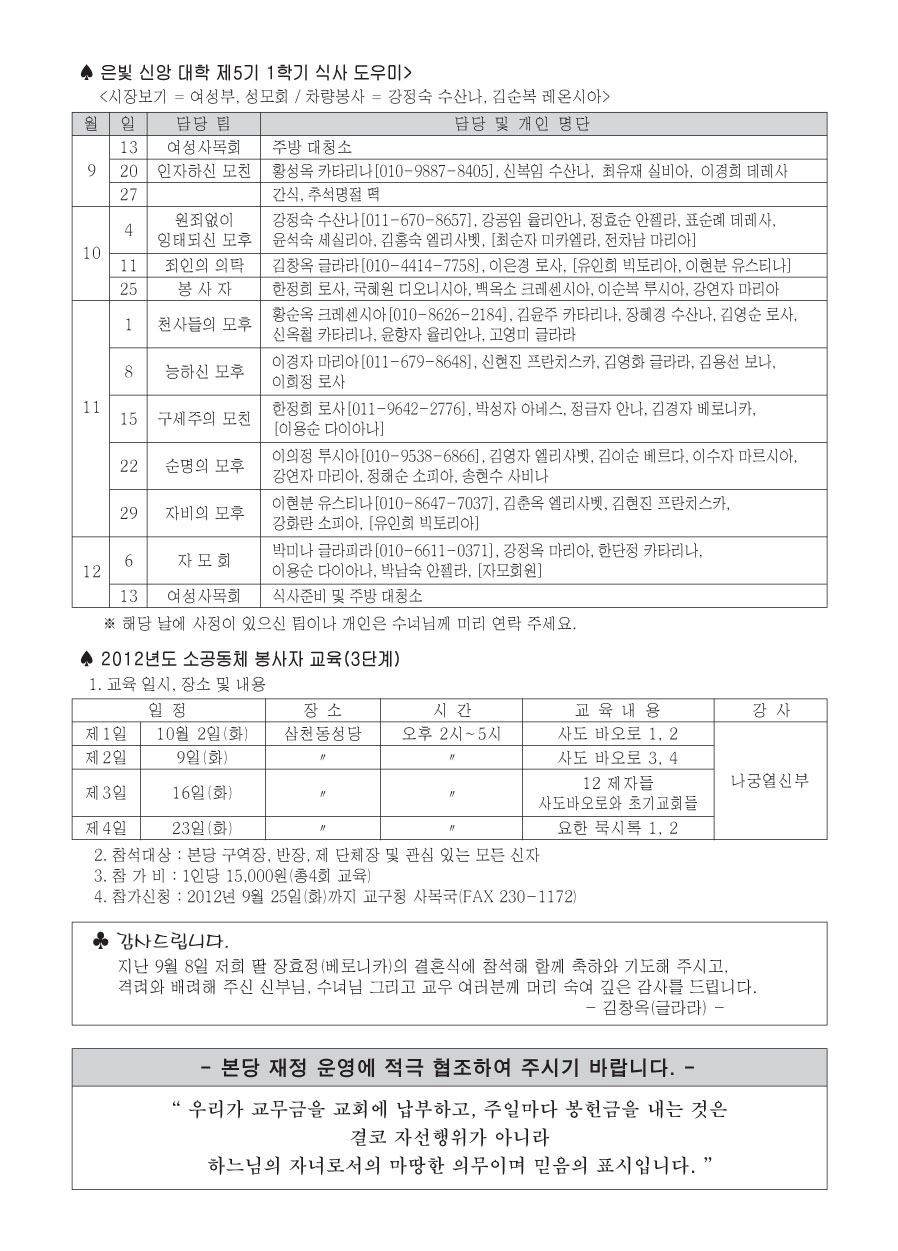 ♠ 은빛 신앙 대학 제5기 1학기 식사 도우미>
<시장보기 = 여성부, 성모회 / 차량봉사 = 강정숙 수산나, 김순복 레온시아>
월 일 담당 팀 담당 및 개인 명단
9 13 여성사목회 주방 대청소
20 인자하신 모친 황성옥 카타리나[010-9887-8405], 신복임 수산나, 최유재 실비아, 이경희 데레사
27 간식, 추석명절 떡
10 4 원죄없이 잉태되신 모후 강정숙 수산나[011-670-8657], 강공임 율리안나, 정효순 안젤라, 표순례 데레사,
윤석숙 세실리아, 김홍숙 엘리사벳, [최순자 미카엘라, 전차남 마리아]
11 죄인의 의탁 김창옥 글라라[010-4414-7758], 이은경 로사, [유인희 빅토리아, 이현분 유스티나]
25 봉 사 자 한정희 로사, 국혜원 디오니시아, 백옥소 크레센시아, 이순복 루시아, 강연자 마리아
11 1 천사들의 모후 황순옥 크레센시아[010-8626-2184], 김윤주 카타리나, 장혜경 수산나, 김영순 로사,
신옥철 카타리나, 윤향자 율리안나, 고영미 글라라
8 능하신 모후 이경자 마리아[011-679-8648], 신현진 프란치스카, 김영화 글라라, 김용선 보나,
이희정 로사
15 구세주의 모친 한정희 로사[011-9642-2776], 박성자 아네스, 정금자 안나, 김경자 베로니카,
[이용순 다이아나]
22 순명의 모후 이의정 루시아[010-9538-6866], 김영자 엘리사벳, 김이순 베르다, 이수자 마르시아,
강연자 마리아, 정해순 소피아, 송현수 사비나
29 자비의 모후 이현분 유스티나[010-8647-7037], 김춘옥 엘리사벳, 김현진 프란치스카,
강화란 소피아, [유인희 빅토리아]
12 6 자 모 회 박미나 글라피라[010-6611-0371], 강정옥 마리아, 한단정 카타리나,
이용순 다이아나, 박남숙 안젤라, [자모회원]
13 여성사목회 식사준비 및 주방 대청소
※ 해당 날에 사정이 있으신 팀이나 개인은 수녀님께 미리 연락 주세요.
♠ 2012년도 소공동체 봉사자 교육(3단계)
1. 교육 일시, 장소 및 내용
일 정 장 소 시 간 교 육 내 용 강 사
제1일 10월 2일(화) 삼천동성당 오후 2시~5시 사도 바오로 1, 2 나궁열신부
제2일 9일(화) 〃 〃 사도 바오로 3, 4
제3일 16일(화) 〃 〃 12 제자들
사도바오로와 초기교회들
제4일 23일(화) 〃 〃 요한 묵시록 1, 2
2. 참석대상 : 본당 구역장, 반장, 제 단체장 및 관심 있는 모든 신자
3. 참 가 비 : 1인당 15,000원(총4회 교육)
4. 참가신청 : 2012년 9월 25일(화)까지 교구청 사목국(FAX 230-1172)
♣ 감사드립니다.
지난 9월 8일 저희 딸 장효정(베로니카)의 결혼식에 참석해 함께 축하와 기도해 주시고,
격려와 배려해 주신 신부님, 수녀님 그리고 교우 여러분께 머리 숙여 깊은 감사를 드립니다.
- 김창옥(글라라) -
- 본당 재정 운영에 적극 협조하여 주시기 바랍니다. -
“ 우리가 교무금을 교회에 납부하고, 주일마다 봉헌금을 내는 것은
결코 자선행위가 아니라
하느님의 자녀로서의 마땅한 의무이며 믿음의 표시입니다. ”